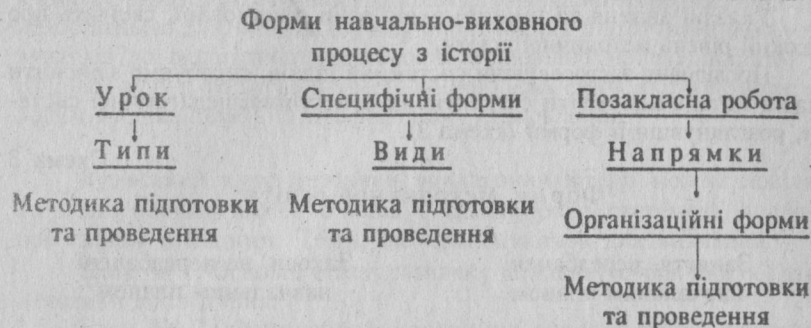 Форми навчально-виховного
процесу з історії
Урок
Специфічні форми
Позакласна робота
Типи
Види
Напрямки
Методика підготовки
та проведення
Методика підготовки
та проведення
Організаційні форми
Методика підготовки
та проведення